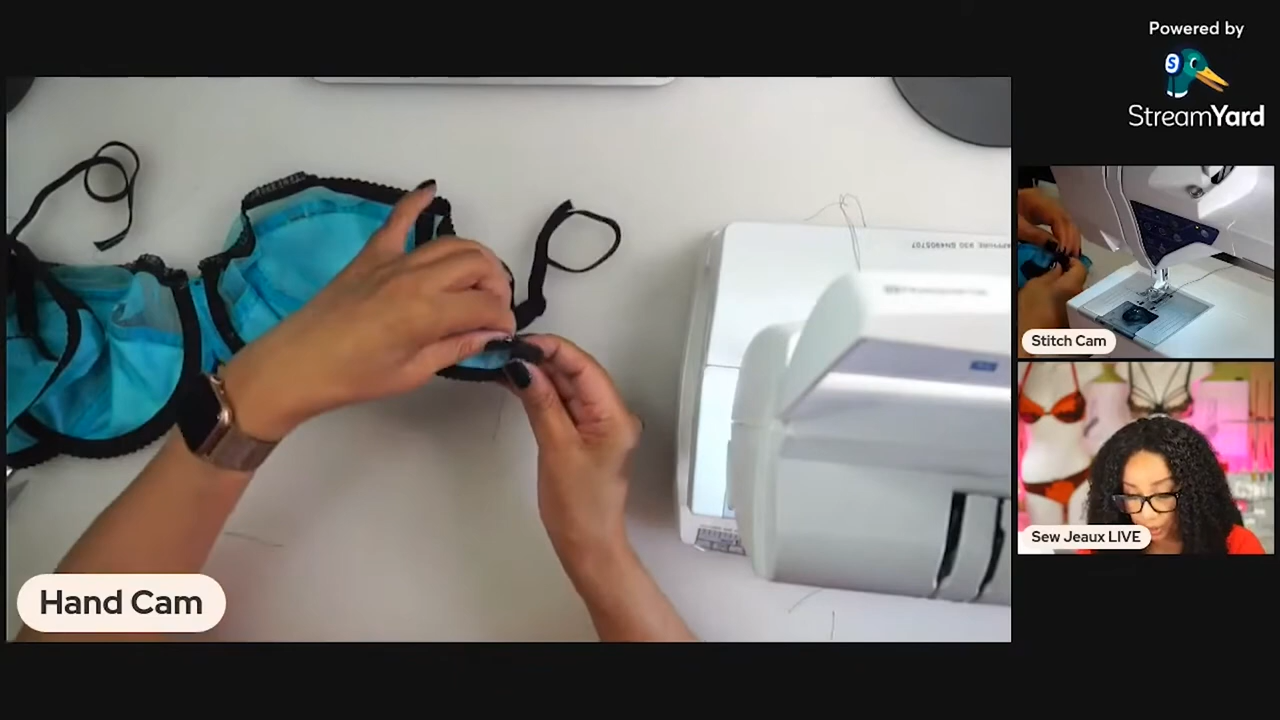 Powered by
StreamYard
Stitch Cam
Sew Jeaux LIVE
Hand Cam